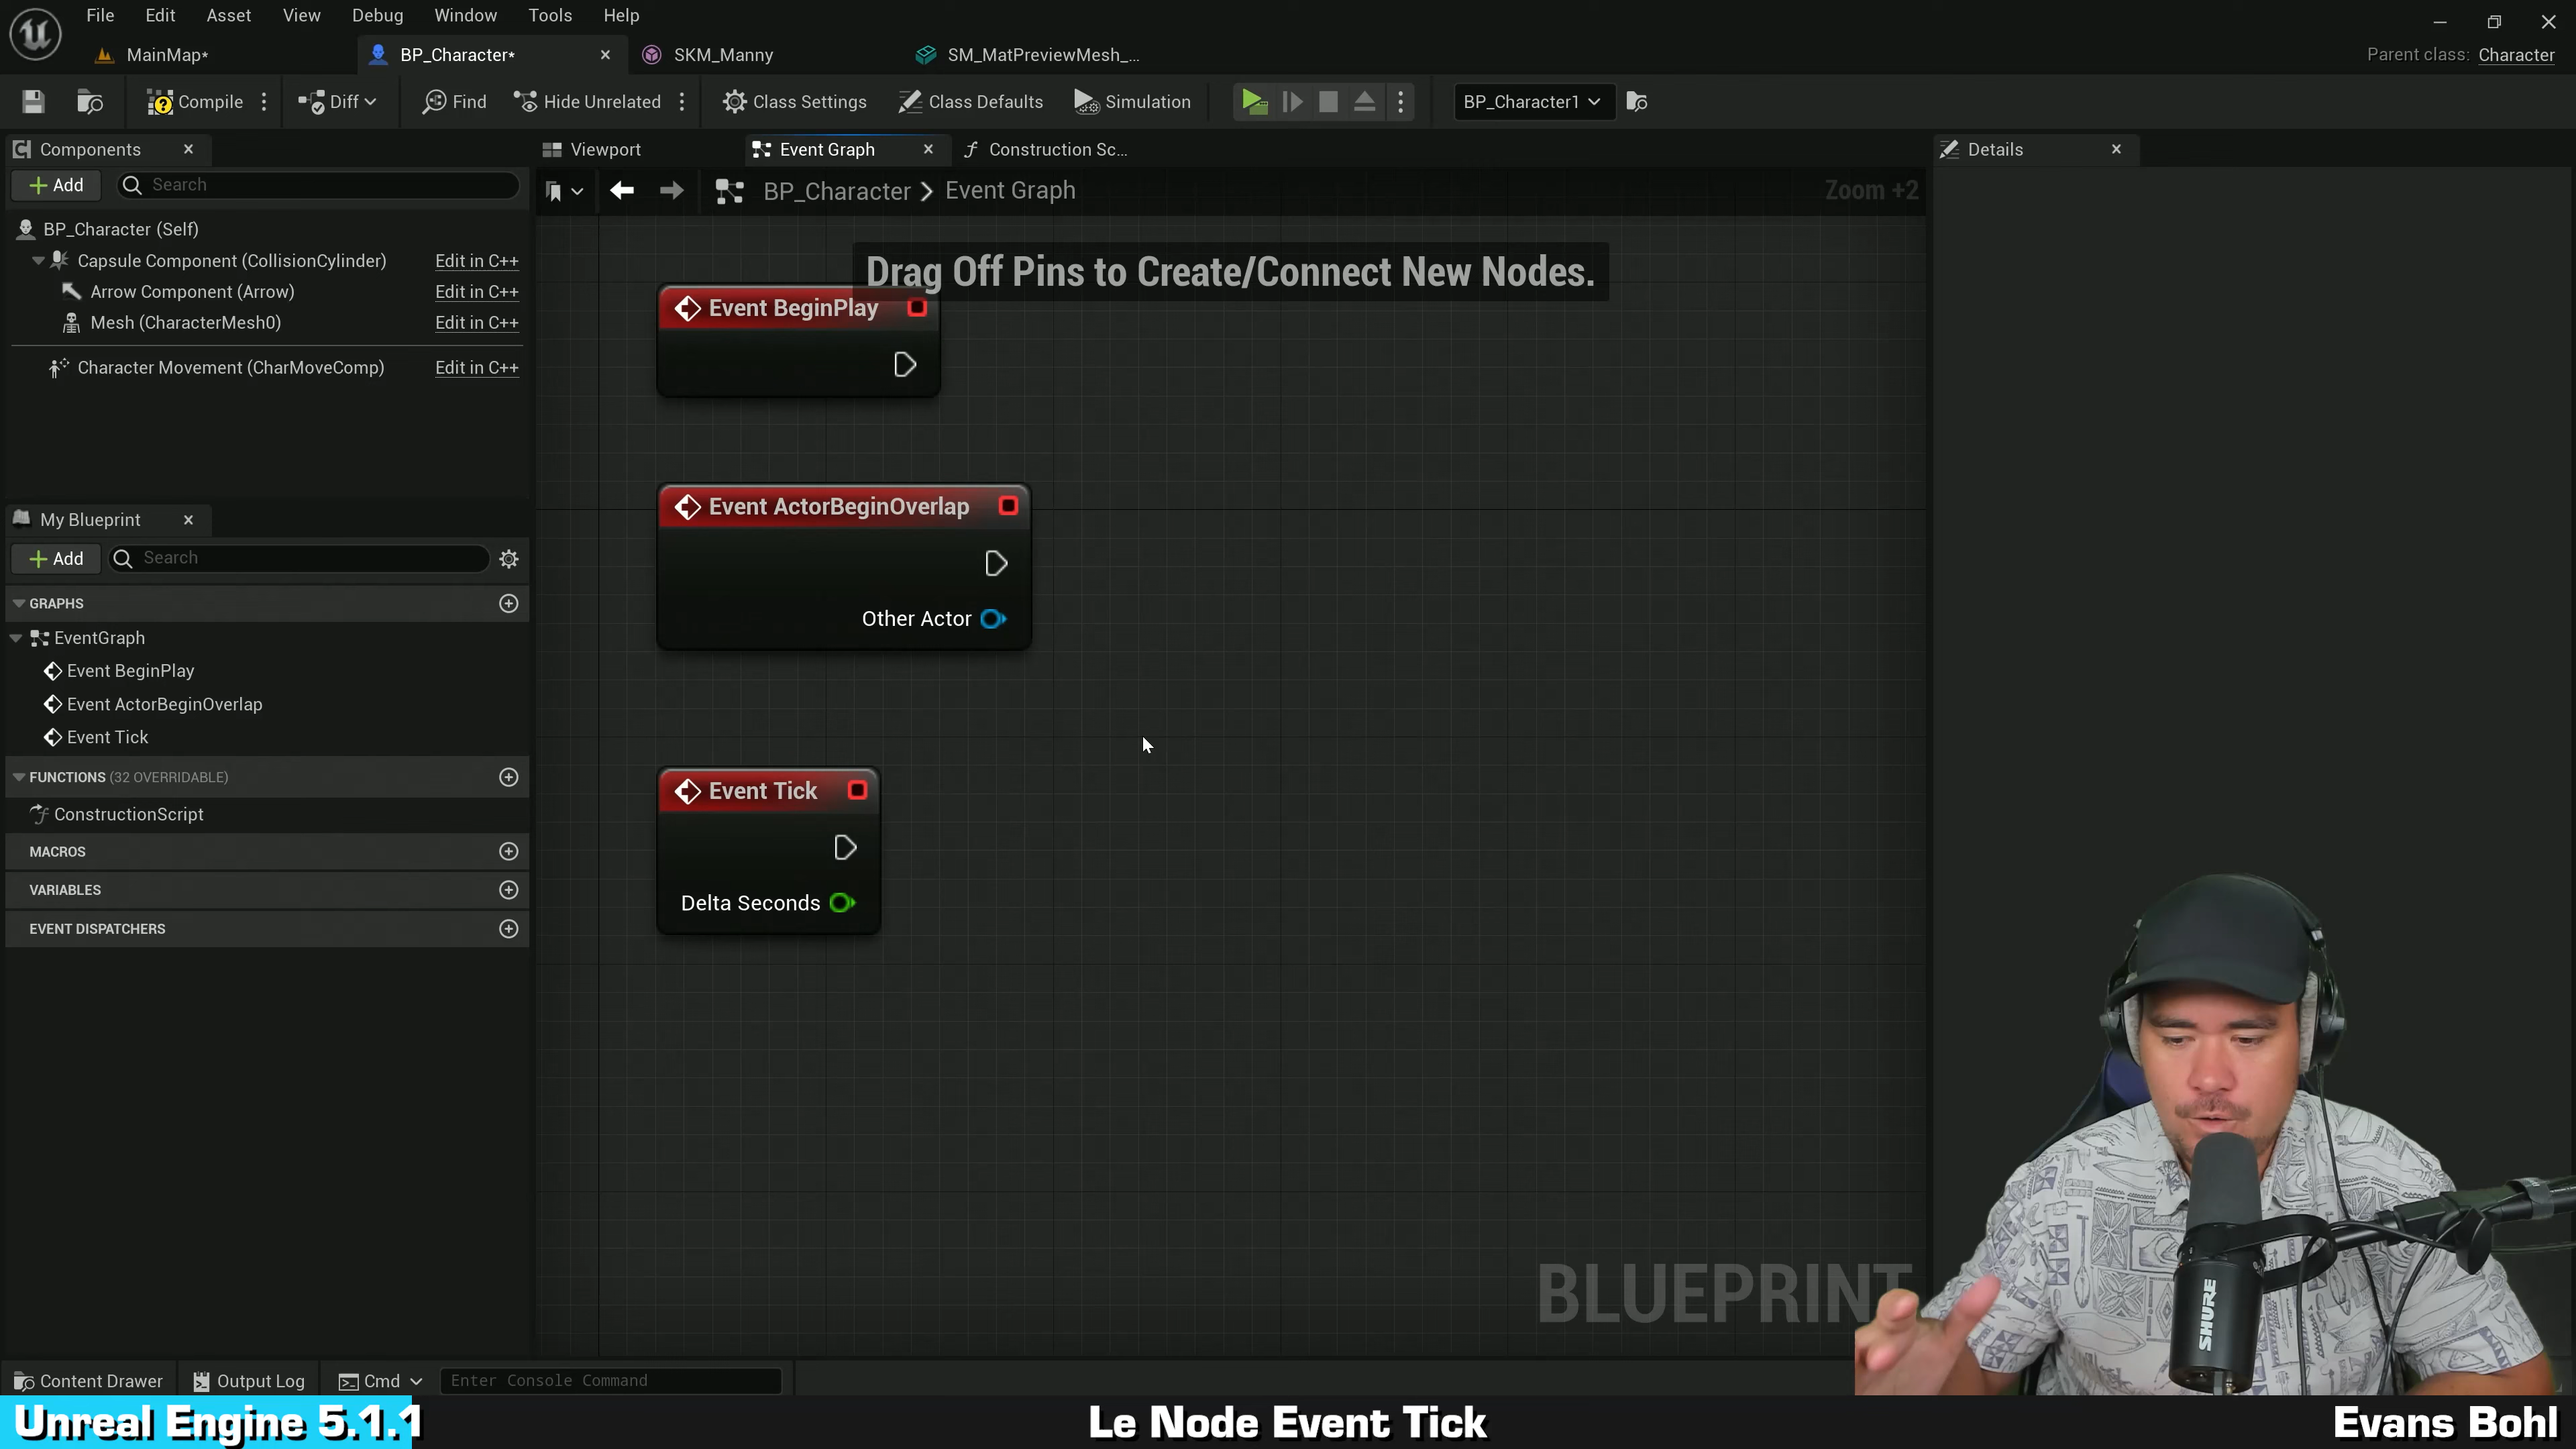 File Edit Asset View Debug Window Tools Help
MainMap* BP_Character* SKM_Manny SM_MatPreviewMesh_... Parent class: Character
Compile Diff Find Hide Unrelated Class Settings Class Defaults Simulation BP_Character1
Components
Add Search
BP_Character (Self)
Capsule Component (CollisionCylinder) Edit in C++
Arrow Component (Arrow) Edit in C++
Mesh (CharacterMesh0) Edit in C++
Character Movement (CharMoveComp) Edit in C++
My Blueprint
Add Search
GRAPHS
EventGraph
Event BeginPlay
Event ActorBeginOverlap
Event Tick
FUNCTIONS (32 OVERRIDABLE)
ConstructionScript
MACROS
VARIABLES
EVENT DISPATCHERS
Viewport Event Graph Construction Sc...
BP_Character > Event Graph Zoom +2
Drag Off Pins to Create/Connect New Nodes.
Event BeginPlay
Event ActorBeginOverlap
Other Actor
Event Tick
Delta Seconds
BLUEPRINT
Details
SHURE
Content Drawer Output Log Cmd Enter Console Command
Unreal Engine 5.1.1 Le Node Event Tick Evans Bohl